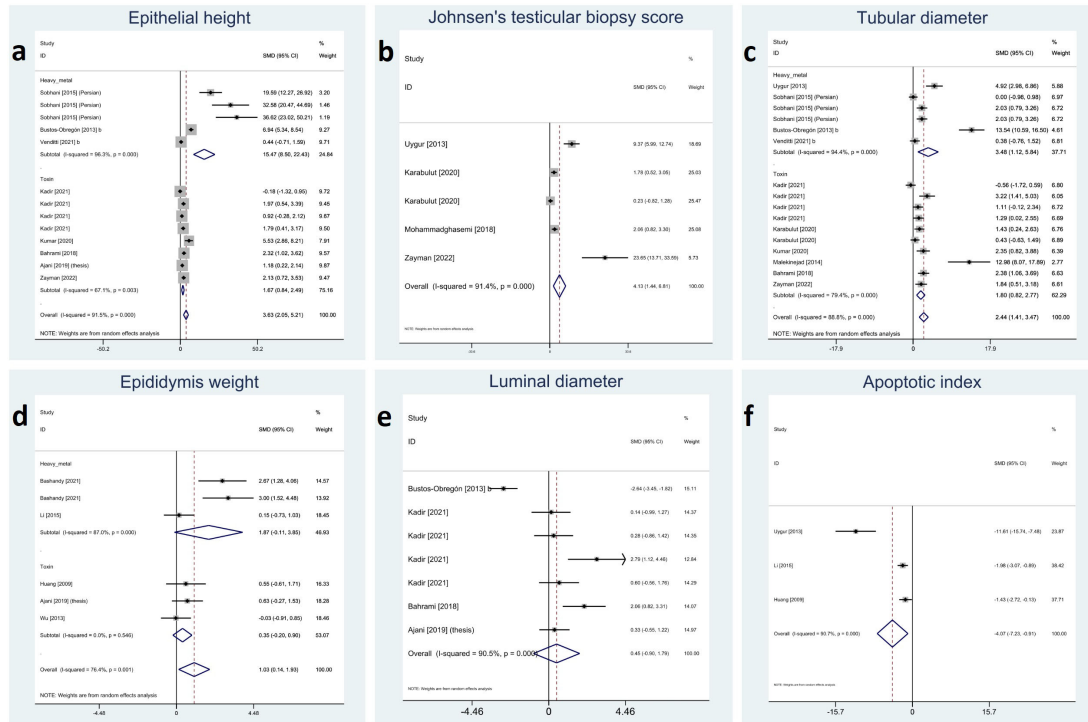 Epithelial height
a
Study %
ID SMD (95% CI) Weight
Heavy_metal
Sobhani [2015] (Persian) 19.59 (12.27, 26.92) 3.20
Sobhani [2015] (Persian) 32.58 (20.47, 44.69) 1.46
Sobhani [2015] (Persian) 36.62 (23.02, 50.21) 1.19
Bustos-Obregón [2013] b 6.94 (5.34, 8.54) 9.27
Venditti [2021] b 0.44 (-0.71, 1.59) 9.71
Subtotal (I-squared = 96.3%, p = 0.000) 15.47 (8.50, 22.43) 24.84
.
Toxin
Kadir [2021] -0.18 (-1.32, 0.95) 9.72
Kadir [2021] 1.97 (0.54, 3.39) 9.46
Kadir [2021] 0.92 (-0.28, 2.12) 9.67
Kadir [2021] 1.79 (0.41, 3.17) 9.50
Kumar [2020] 5.53 (2.86, 8.21) 7.91
Bahrami [2018] 2.32 (1.02, 3.62) 9.57
Ajani [2019] (thesis) 1.18 (0.22, 2.14) 9.87
Zayman [2022] 2.13 (0.72, 3.53) 9.47
Subtotal (I-squared = 67.1%, p = 0.003) 1.67 (0.84, 2.49) 75.16
.
Overall (I-squared = 91.5%, p = 0.000) 3.63 (2.05, 5.21) 100.00
NOTE: Weights are from random effects analysis
-50.2 0 50.2
Johnsen's testicular biopsy score
b
Study %
ID SMD (95% CI) Weight
Uygur [2013] 9.37 (5.99, 12.74) 18.69
Karabulut [2020] 1.79 (0.52, 3.05) 25.03
Karabulut [2020] 0.23 (-0.82, 1.28) 25.47
Mohammadghasemi [2018] 2.06 (0.82, 3.30) 25.08
Zayman [2022] 23.65 (13.71, 33.59) 5.73
Overall (I-squared = 91.4%, p = 0.000) 4.13 (1.44, 6.81) 100.00
NOTE: Weights are from random effects analysis
0
Tubular diameter
c
Study %
ID SMD (95% CI) Weight
Heavy_metal
Uygur [2013] 4.92 (2.98, 6.86) 5.88
Sobhani [2015] (Persian) 0.00 (-0.98, 0.98) 6.97
Sobhani [2015] (Persian) 2.03 (0.79, 3.26) 6.72
Sobhani [2015] (Persian) 2.03 (0.79, 3.26) 6.72
Bustos-Obregón [2013] b 13.54 (10.59, 16.50) 4.61
Venditti [2021] b 0.38 (-0.76, 1.52) 6.81
Subtotal (I-squared = 94.4%, p = 0.000) 3.48 (1.12, 5.84) 37.71
.
Toxin
Kadir [2021] -0.56 (-1.72, 0.59) 6.80
Kadir [2021] 3.22 (1.41, 5.03) 6.05
Kadir [2021] 1.11 (-0.12, 2.34) 6.72
Kadir [2021] 1.29 (0.02, 2.55) 6.69
Karabulut [2020] 1.43 (0.24, 2.63) 6.76
Karabulut [2020] 0.43 (-0.63, 1.49) 6.89
Kumar [2020] 2.35 (0.82, 3.88) 6.39
Malekinejad [2014] 12.98 (8.07, 17.89) 2.77
Bahrami [2018] 2.38 (1.06, 3.69) 6.63
Zayman [2022] 1.84 (0.51, 3.18) 6.61
Subtotal (I-squared = 79.4%, p = 0.000) 1.80 (0.82, 2.77) 62.29
.
Overall (I-squared = 88.8%, p = 0.000) 2.44 (1.41, 3.47) 100.00
NOTE: Weights are from random effects analysis
-17.9 0 17.9
Epididymis weight
d
Study %
ID SMD (95% CI) Weight
Heavy_metal
Bashandy [2021] 2.67 (1.28, 4.06) 14.57
Bashandy [2021] 3.00 (1.52, 4.48) 13.92
Li [2015] 0.15 (-0.73, 1.03) 18.45
Subtotal (I-squared = 87.0%, p = 0.000) 1.87 (-0.11, 3.85) 46.93
.
Toxin
Huang [2009] 0.55 (-0.61, 1.71) 16.33
Ajani [2019] (thesis) 0.63 (-0.27, 1.53) 18.28
Wu [2013] -0.03 (-0.91, 0.85) 18.46
Subtotal (I-squared = 0.0%, p = 0.546) 0.35 (-0.20, 0.90) 53.07
.
Overall (I-squared = 76.4%, p = 0.001) 1.03 (0.14, 1.93) 100.00
NOTE: Weights are from random effects analysis
-4.48 0 4.48
Luminal diameter
e
Study %
ID SMD (95% CI) Weight
Bustos-Obregón [2013] b -2.64 (-3.45, -1.82) 15.11
Kadir [2021] 0.14 (-0.99, 1.27) 14.37
Kadir [2021] 0.28 (-0.86, 1.42) 14.35
Kadir [2021] 2.79 (1.12, 4.46) 12.84
Kadir [2021] 0.60 (-0.56, 1.76) 14.29
Bahrami [2018] 2.06 (0.82, 3.31) 14.07
Ajani [2019] (thesis) 0.33 (-0.55, 1.22) 14.97
Overall (I-squared = 90.5%, p = 0.000) 0.45 (-0.90, 1.79) 100.00
NOTE: Weights are from random effects analysis
-4.46 0 4.46
Apoptotic index
f
Study %
ID SMD (95% CI) Weight
Uygur [2013] -11.61 (-15.74, -7.48) 23.87
Li [2015] -1.98 (-3.07, -0.89) 38.42
Huang [2009] -1.43 (-2.72, -0.13) 37.71
Overall (I-squared = 90.7%, p = 0.000) -4.07 (-7.23, -0.91) 100.00
NOTE: Weights are from random effects analysis
-15.7 0 15.7